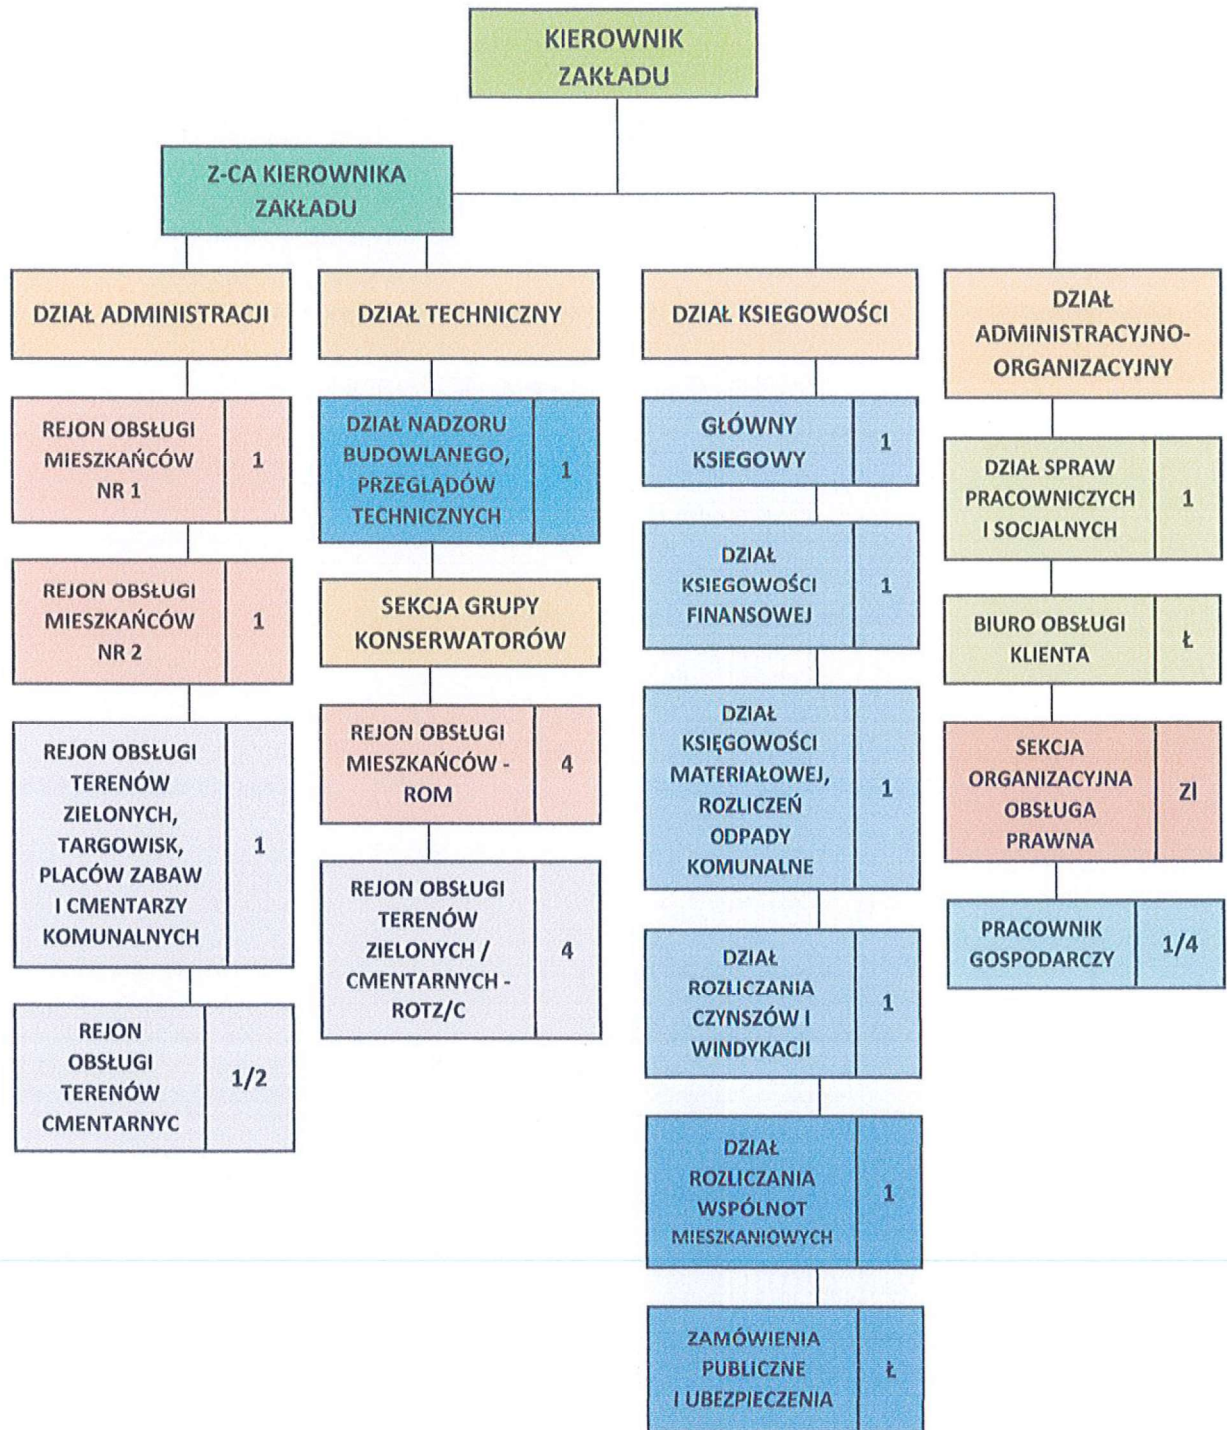 KIEROWNIK
ZAKŁADU
Z-CA KIEROWNIKA
ZAKŁADU
DZIAŁ ADMINISTRACJI
REJON OBSŁUGI
MIESZKAŃCÓW
NR 1
1
REJON OBSŁUGI
MIESZKAŃCÓW
NR 2
1
REJON OBSŁUGI
TERENÓW
ZIELONYCH,
TARGOWISK,
PLACÓW ZABAW
I CMENTARZY
KOMUNALNYCH
1
REJON
OBSŁUGI
TERENÓW
CMENTARNYC
1/2
DZIAŁ TECHNICZNY
DZIAŁ NADZORU
BUDOWLANEGO,
PRZEGLĄDÓW
TECHNICZNYCH
1
SEKCJA GRUPY
KONSERWATORÓW
REJON OBSŁUGI
MIESZKAŃCÓW -
ROM
4
REJON OBSŁUGI
TERENÓW
ZIELONYCH /
CMENTARNYCH -
ROTZ/C
4
DZIAŁ KSIEGOWOŚCI
GŁÓWNY
KSIEGOWY
1
DZIAŁ
KSIEGOWOŚCI
FINANSOWEJ
1
DZIAŁ
KSIĘGOWOŚCI
MATERIAŁOWEJ,
ROZLICZEŃ
ODPADY
KOMUNALNE
1
DZIAŁ
ROZLICZANIA
CZYNSZÓW I
WINDYKACJI
1
DZIAŁ
ROZLICZANIA
WSPÓLNOT
MIESZKANIOWYCH
1
ZAMÓWIENIA
PUBLICZNE
I UBEZPIECZENIA
Ł
DZIAŁ
ADMINISTRACYJNO-
ORGANIZACYJNY
DZIAŁ SPRAW
PRACOWNICZYCH
I SOCJALNYCH
1
BIURO OBSŁUGI
KLIENTA
Ł
SEKCJA
ORGANIZACYJNA
OBSŁUGA
PRAWNA
Zl
PRACOWNIK
GOSPODARCZY
1/4